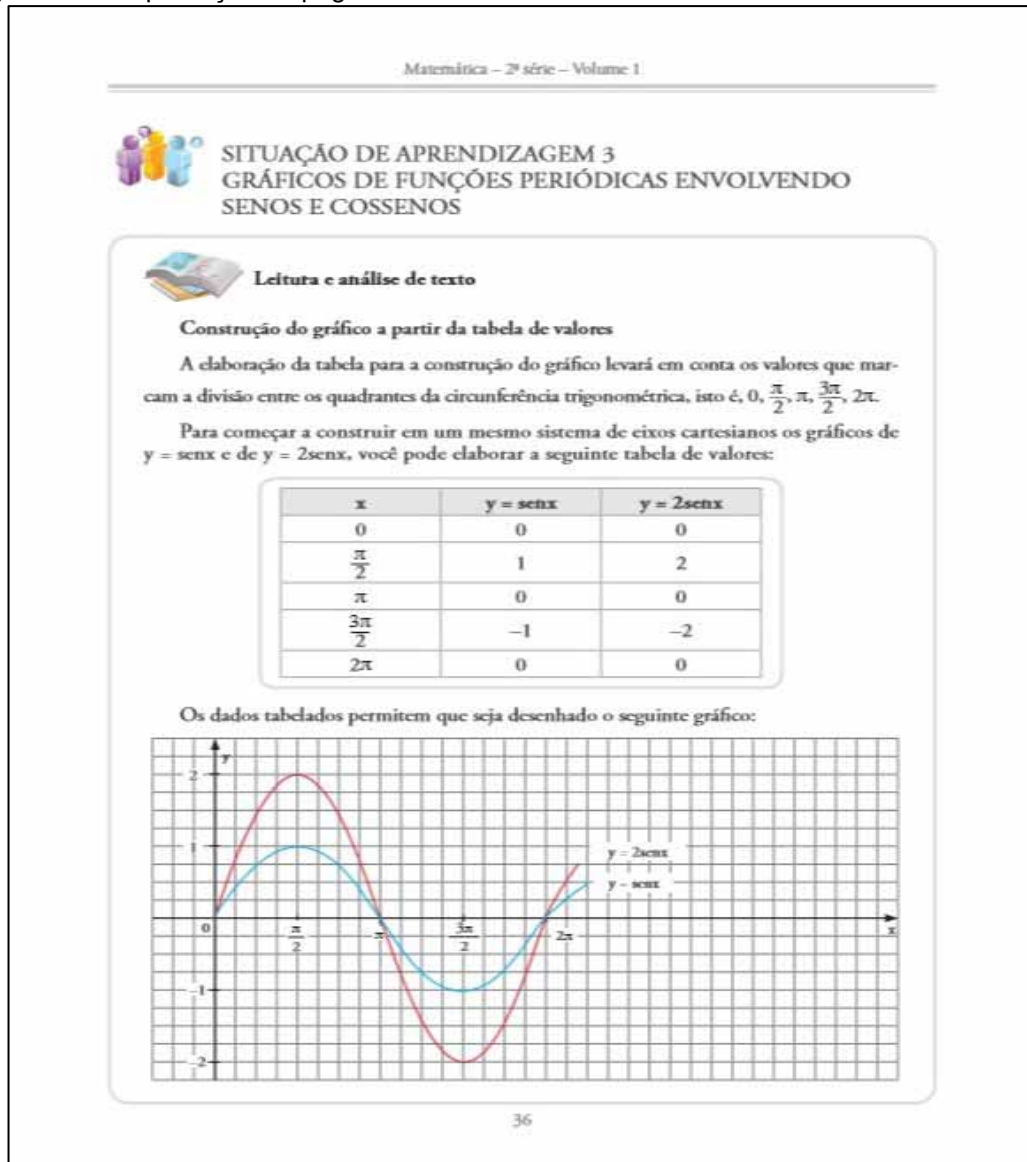 Matemática – 2ª série – Volume 1
SITUAÇÃO DE APRENDIZAGEM 3
GRÁFICOS DE FUNÇÕES PERIÓDICAS ENVOLVENDO
SENOS E COSSENOS
Leitura e análise de texto
Construção do gráfico a partir da tabela de valores
A elaboração da tabela para a construção do gráfico levará em conta os valores que mar-
cam a divisão entre os quadrantes da circunferência trigonométrica, isto é, 0, π/2, π, 3π/2, 2π.
Para começar a construir em um mesmo sistema de eixos cartesianos os gráficos de
y = senx e de y = 2senx, você pode elaborar a seguinte tabela de valores:
x y = senx y = 2senx
0 0 0
π/2 1 2
π 0 0
3π/2 –1 –2
2π 0 0
Os dados tabelados permitem que seja desenhado o seguinte gráfico:
y
2
1
y = 2senx
y = senx
0 π/2 π 3π/2 2π x
–1
–2
36